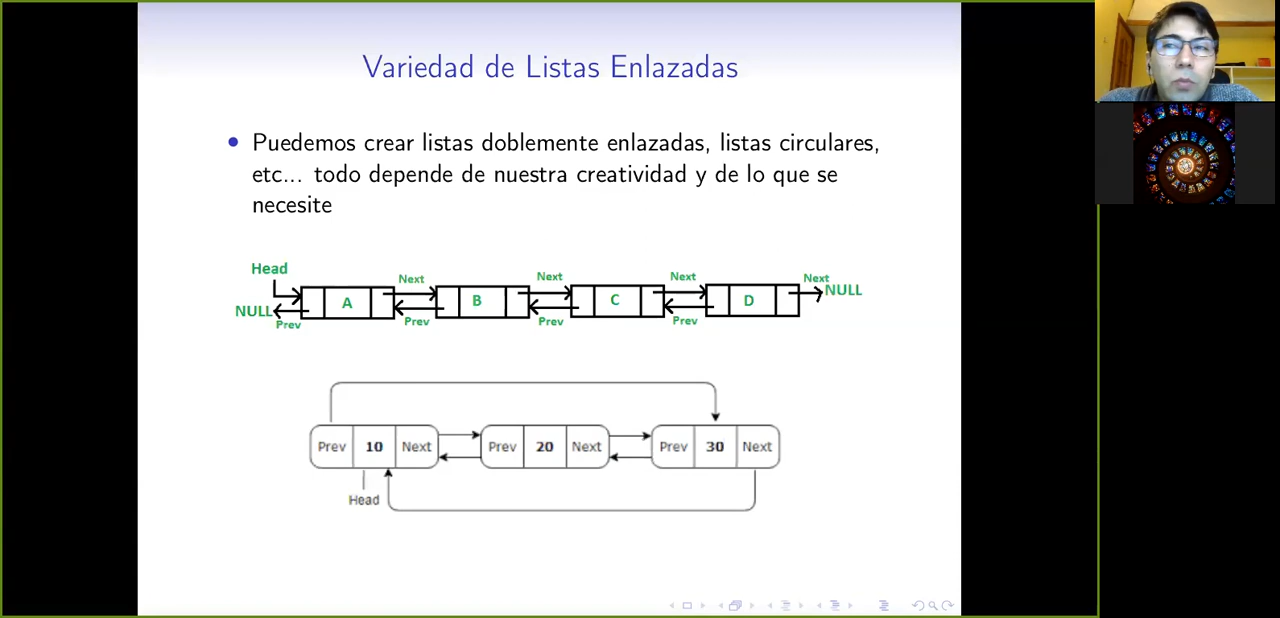 Variedad de Listas Enlazadas
Puedemos crear listas doblemente enlazadas, listas circulares,
etc... todo depende de nuestra creatividad y de lo que se
necesite
Head
Next Next Next Next
NULL A B C D NULL
Prev Prev Prev Prev
Prev 10 Next Prev 20 Next Prev 30 Next
Head